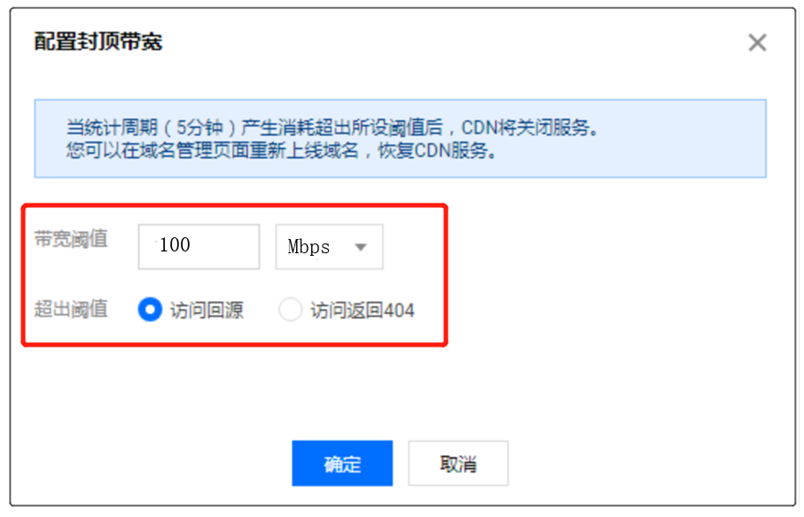 配置封顶带宽
当统计周期（5分钟）产生消耗超出所设阈值后，CDN将关闭服务。
您可以在域名管理页面重新上线域名，恢复CDN服务。
带宽阈值 100 Mbps
超出阈值 访问回源 访问返回404
确定 取消